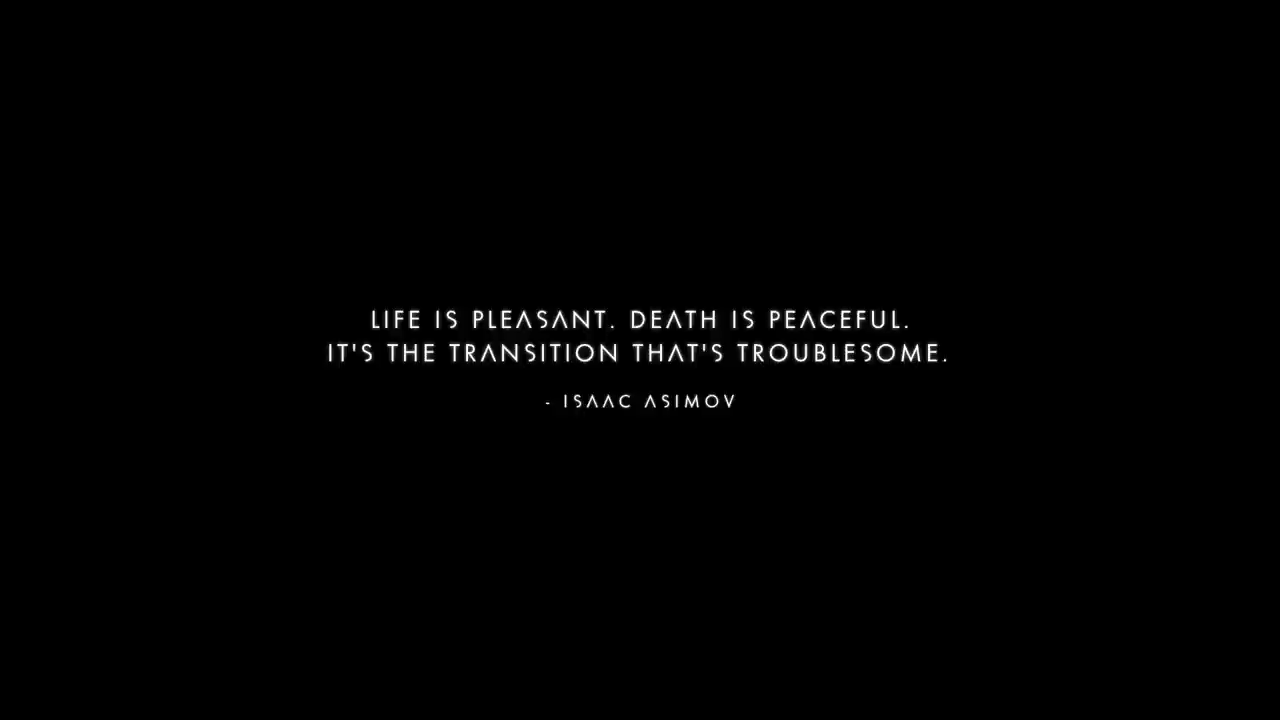 LIFE IS PLEASANT. DEATH IS PEACEFUL.
IT'S THE TRANSITION THAT'S TROUBLESOME.
- ISAAC ASIMOV